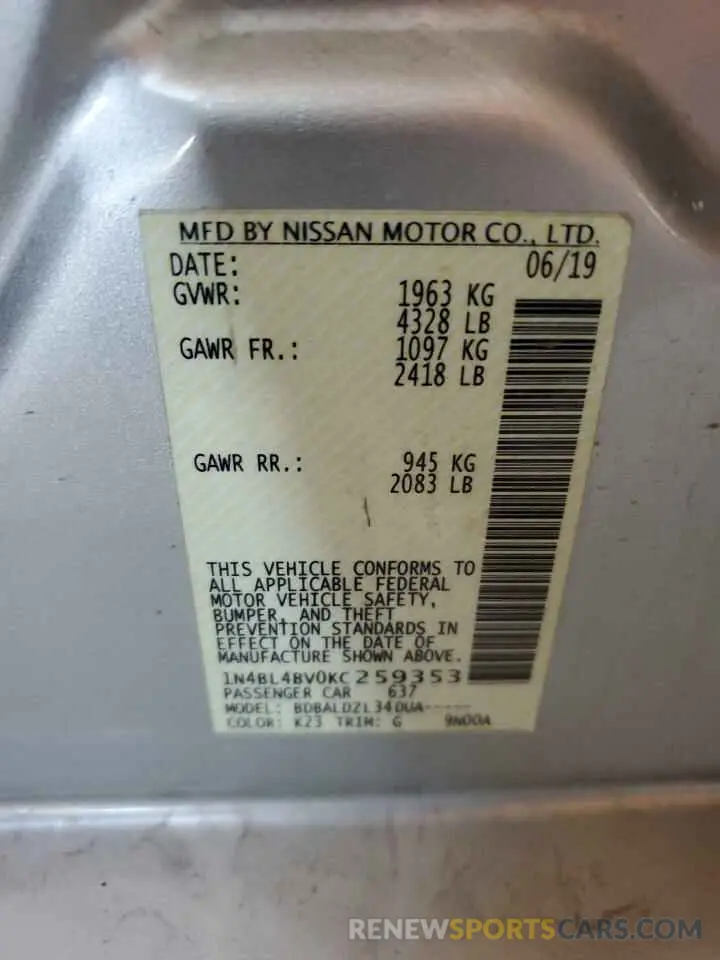 MFD BY NISSAN MOTOR CO., LTD.
DATE: 06/19
GVWR: 1963 KG
4328 LB
GAWR FR.: 1097 KG
2418 LB
GAWR RR.: 945 KG
2083 LB
THIS VEHICLE CONFORMS TO
ALL APPLICABLE FEDERAL
MOTOR VEHICLE SAFETY,
BUMPER, AND THEFT
PREVENTION STANDARDS IN
EFFECT ON THE DATE OF
MANUFACTURE SHOWN ABOVE.
1N4BL4BV0KC259353
PASSENGER CAR 637
MODEL: BDBALDZL34DUA-----
COLOR: K23 TRIM: G 9N00A
RENEWSPORTSCARS.COM